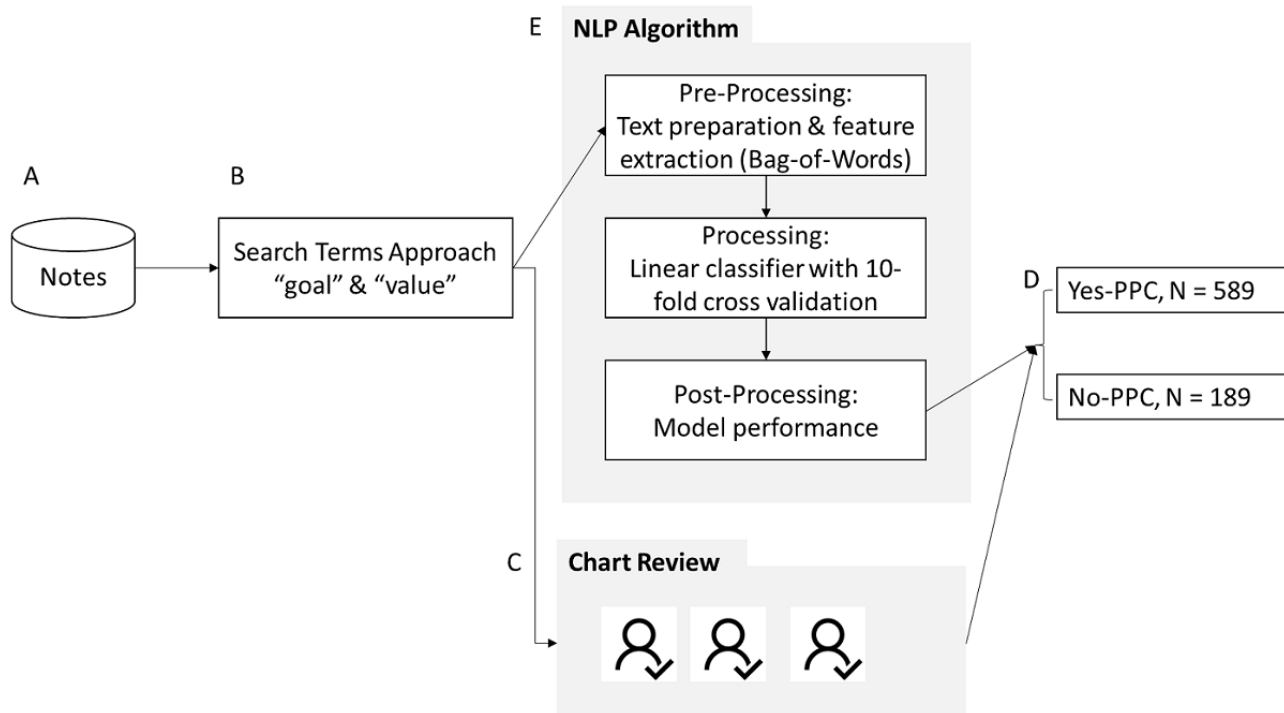 A
Notes
B
Search Terms Approach
“goal” & “value”
E
NLP Algorithm
Pre-Processing:
Text preparation & feature
extraction (Bag-of-Words)
Processing:
Linear classifier with 10-
fold cross validation
Post-Processing:
Model performance
C
Chart Review
D
Yes-PPC, N = 589
No-PPC, N = 189